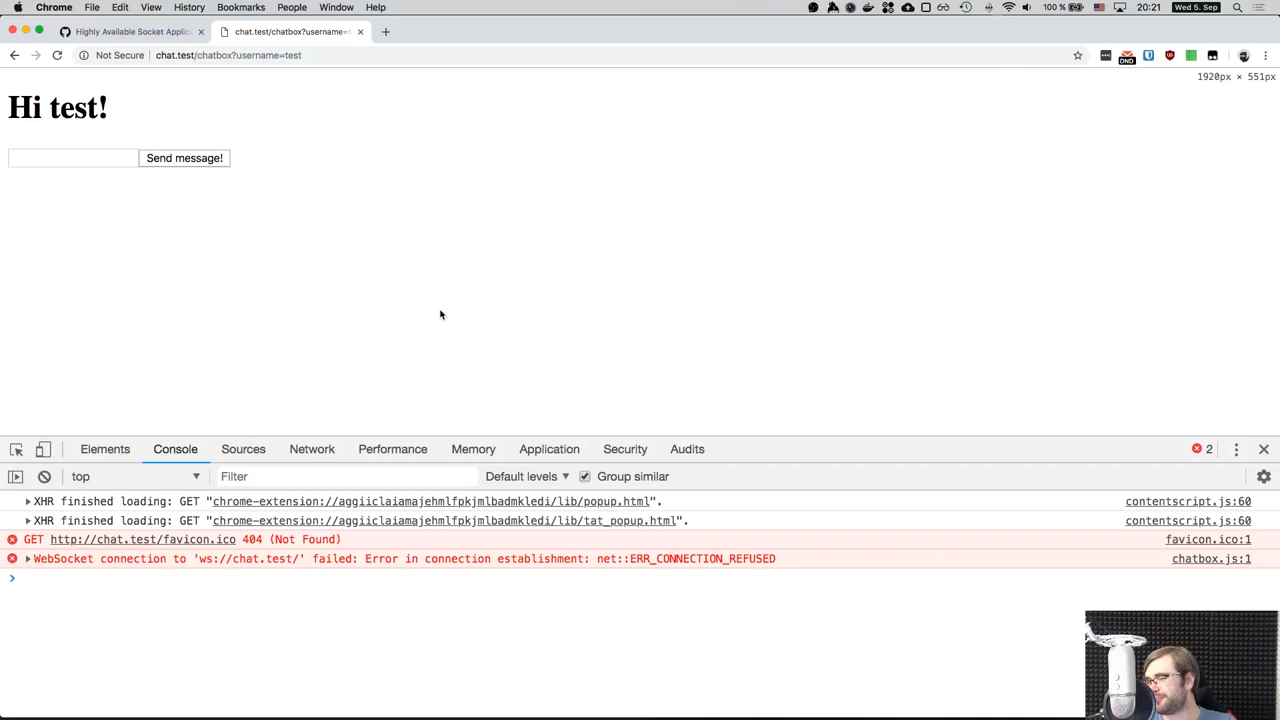 Chrome File Edit View History Bookmarks People Window Help 100 % 20:21 Wed 5. Sep
Highly Available Socket Applic chat.test/chatbox?username=t
Not Secure chat.test/chatbox?username=test DND
1920px × 551px
Hi test!
Send message!
Elements Console Sources Network Performance Memory Application Security Audits 2
top Filter Default levels Group similar
XHR finished loading: GET "chrome-extension://aggiiclaiamajehmlfpkjmlbadmkledi/lib/popup.html". contentscript.js:60
XHR finished loading: GET "chrome-extension://aggiiclaiamajehmlfpkjmlbadmkledi/lib/tat_popup.html". contentscript.js:60
GET http://chat.test/favicon.ico 404 (Not Found) favicon.ico:1
WebSocket connection to 'ws://chat.test/' failed: Error in connection establishment: net::ERR_CONNECTION_REFUSED chatbox.js:1